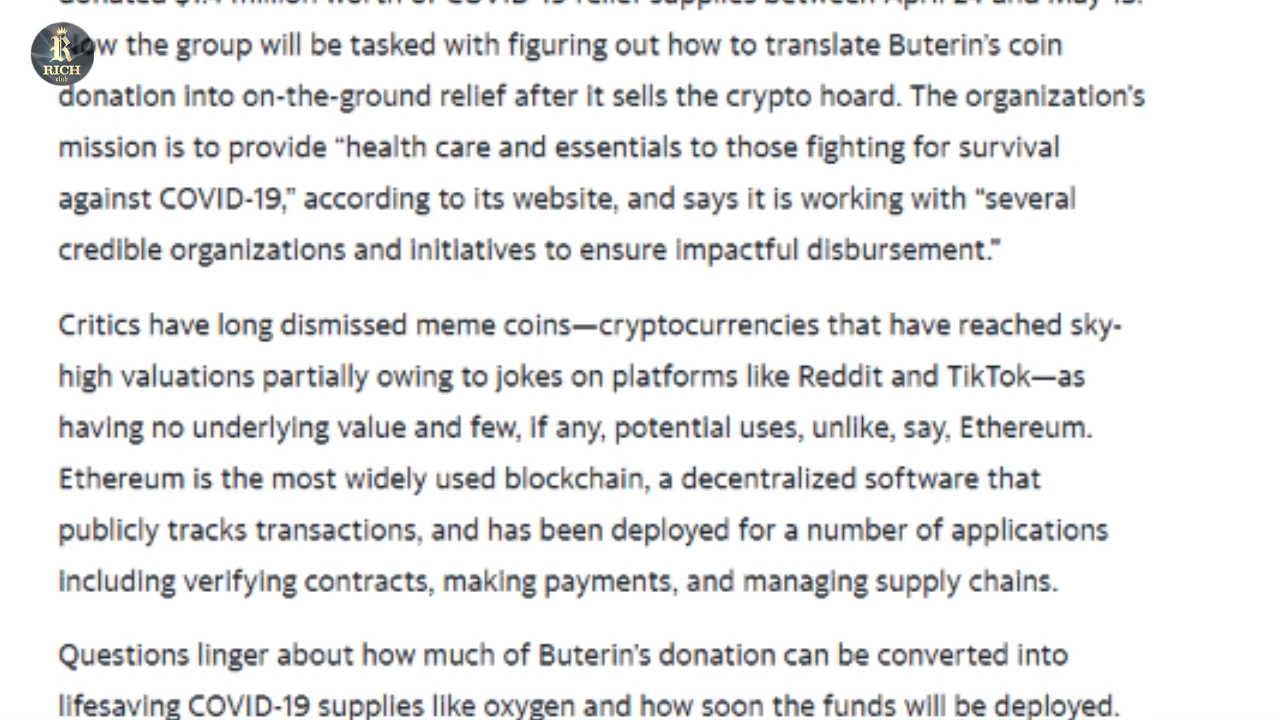 donated $1.4 million worth of COVID-19 relief supplies between April 24 and May 13.
Now the group will be tasked with figuring out how to translate Buterin's coin
donation into on-the-ground relief after it sells the crypto hoard. The organization's
mission is to provide “health care and essentials to those fighting for survival
against COVID-19,” according to its website, and says it is working with “several
credible organizations and initiatives to ensure impactful disbursement.”
Critics have long dismissed meme coins—cryptocurrencies that have reached sky-
high valuations partially owing to jokes on platforms like Reddit and TikTok—as
having no underlying value and few, if any, potential uses, unlike, say, Ethereum.
Ethereum is the most widely used blockchain, a decentralized software that
publicly tracks transactions, and has been deployed for a number of applications
including verifying contracts, making payments, and managing supply chains.
Questions linger about how much of Buterin's donation can be converted into
lifesaving COVID-19 supplies like oxygen and how soon the funds will be deployed.
R
RICH
club